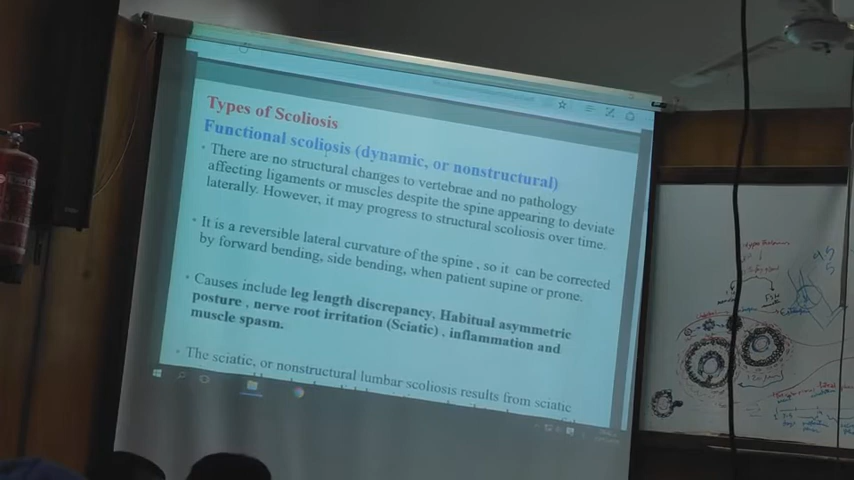 Types of Scoliosis
Functional scoliosis (dynamic, or nonstructural)
• There are no structural changes to vertebrae and no pathology
affecting ligaments or muscles despite the spine appearing to deviate
laterally. However, it may progress to structural scoliosis over time.
• It is a reversible lateral curvature of the spine , so it can be corrected
by forward bending, side bending, when patient supine or prone.
• Causes include leg length discrepancy, Habitual asymmetric
posture , nerve root irritation (Sciatic) , inflammation and
muscle spasm.
• The sciatic, or nonstructural lumbar scoliosis results from sciatic